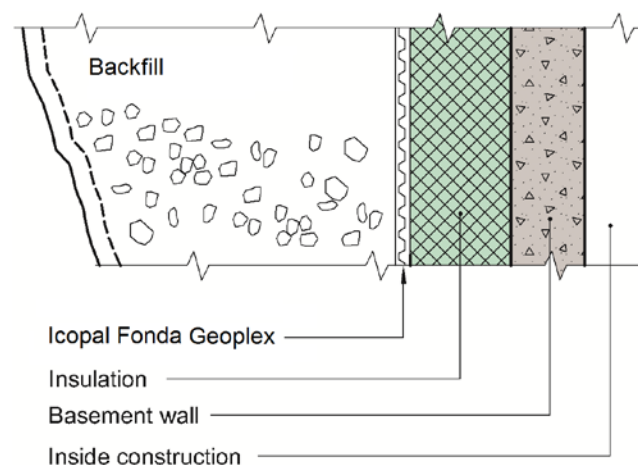 Backfill
Icopal Fonda Geoplex
Insulation
Basement wall
Inside construction